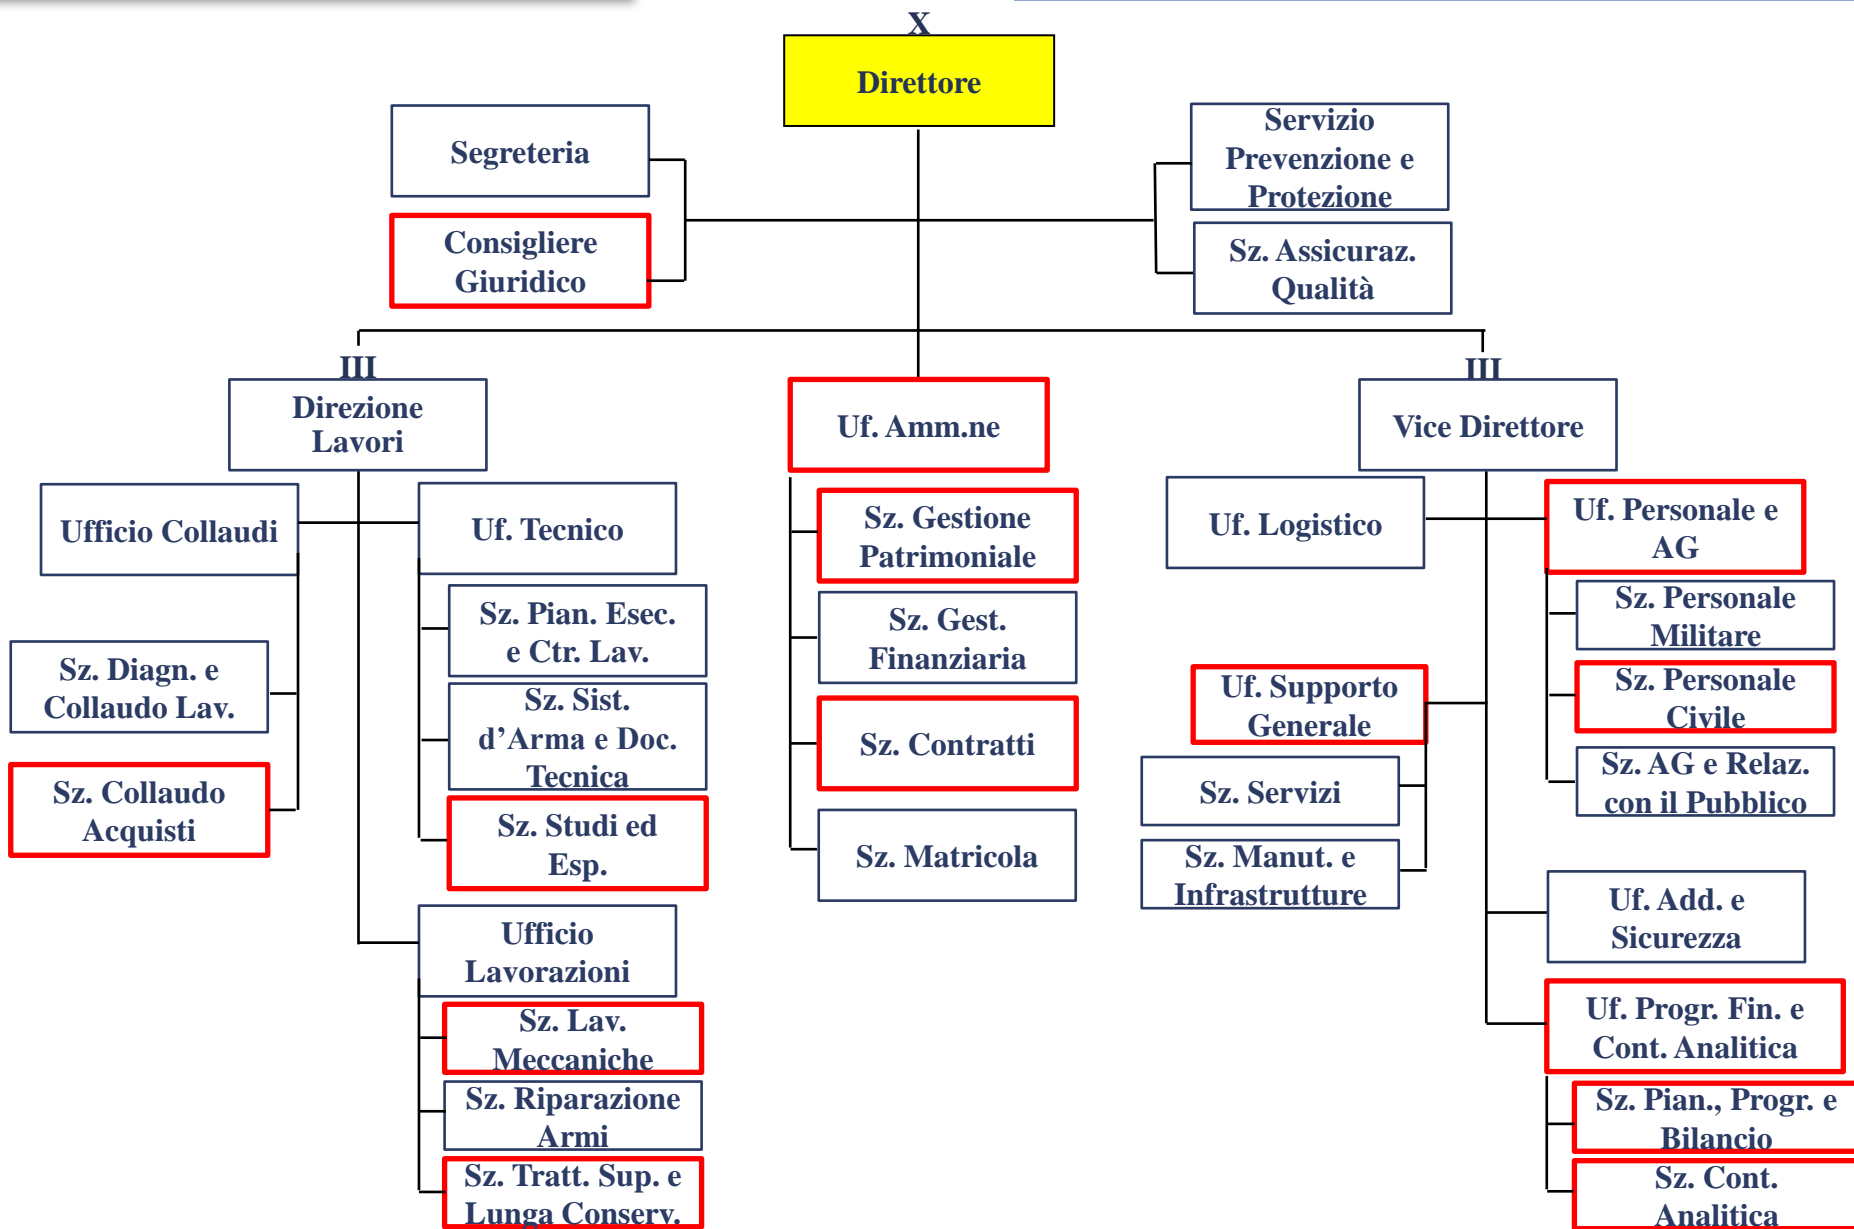 X
Direttore
Segreteria
Consigliere
Giuridico
Servizio
Prevenzione e
Protezione
Sz. Assicuraz.
Qualità
III
Direzione
Lavori
Ufficio Collaudi
Sz. Diagn. e
Collaudo Lav.
Sz. Collaudo
Acquisti
Uf. Tecnico
Sz. Pian. Esec.
e Ctr. Lav.
Sz. Sist.
d’Arma e Doc.
Tecnica
Sz. Studi ed
Esp.
Ufficio
Lavorazioni
Sz. Lav.
Meccaniche
Sz. Riparazione
Armi
Sz. Tratt. Sup. e
Lunga Conserv.
Uf. Amm.ne
Sz. Gestione
Patrimoniale
Sz. Gest.
Finanziaria
Sz. Contratti
Sz. Matricola
III
Vice Direttore
Uf. Logistico
Uf. Supporto
Generale
Sz. Servizi
Sz. Manut. e
Infrastrutture
Uf. Personale e
AG
Sz. Personale
Militare
Sz. Personale
Civile
Sz. AG e Relaz.
con il Pubblico
Uf. Add. e
Sicurezza
Uf. Progr. Fin. e
Cont. Analitica
Sz. Pian., Progr. e
Bilancio
Sz. Cont.
Analitica